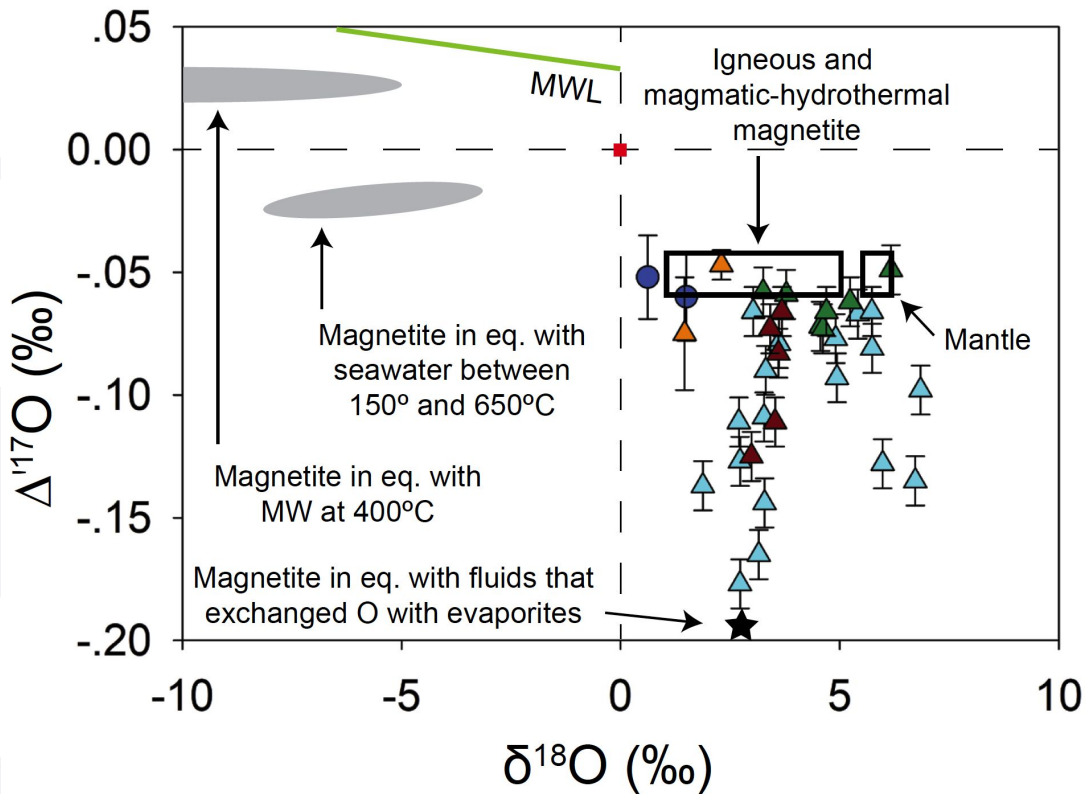 .05
0.00
-.05
-.10
-.15
-.20
Δ'¹⁷O (‰)
MWL
Igneous and
magmatic-hydrothermal
magnetite
Mantle
Magnetite in eq. with
seawater between
150º and 650ºC
Magnetite in eq. with
MW at 400ºC
Magnetite in eq. with fluids that
exchanged O with evaporites
-10
-5
0
5
10
δ¹⁸O (‰)